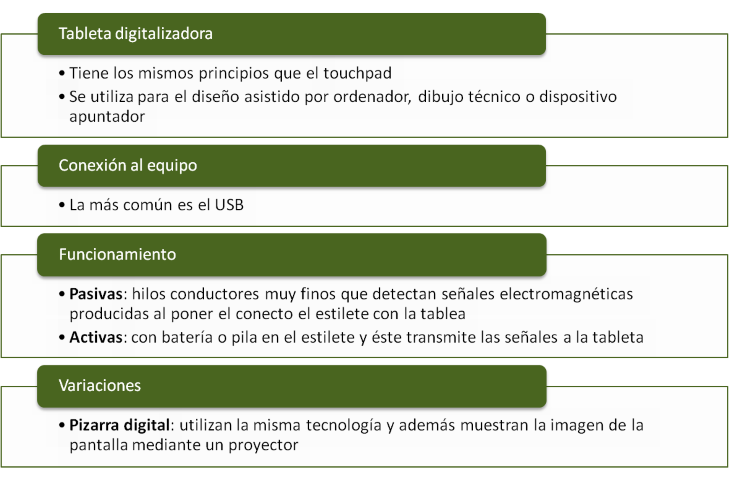 Tableta digitalizadora
• Tiene los mismos principios que el touchpad
• Se utiliza para el diseño asistido por ordenador, dibujo técnico o dispositivo
apuntador
Conexión al equipo
• La más común es el USB
Funcionamiento
• Pasivas: hilos conductores muy finos que detectan señales electromagnéticas
producidas al poner el conecto el estilete con la tablea
• Activas: con batería o pila en el estilete y éste transmite las señales a la tableta
Variaciones
• Pizarra digital: utilizan la misma tecnología y además muestran la imagen de la
pantalla mediante un proyector